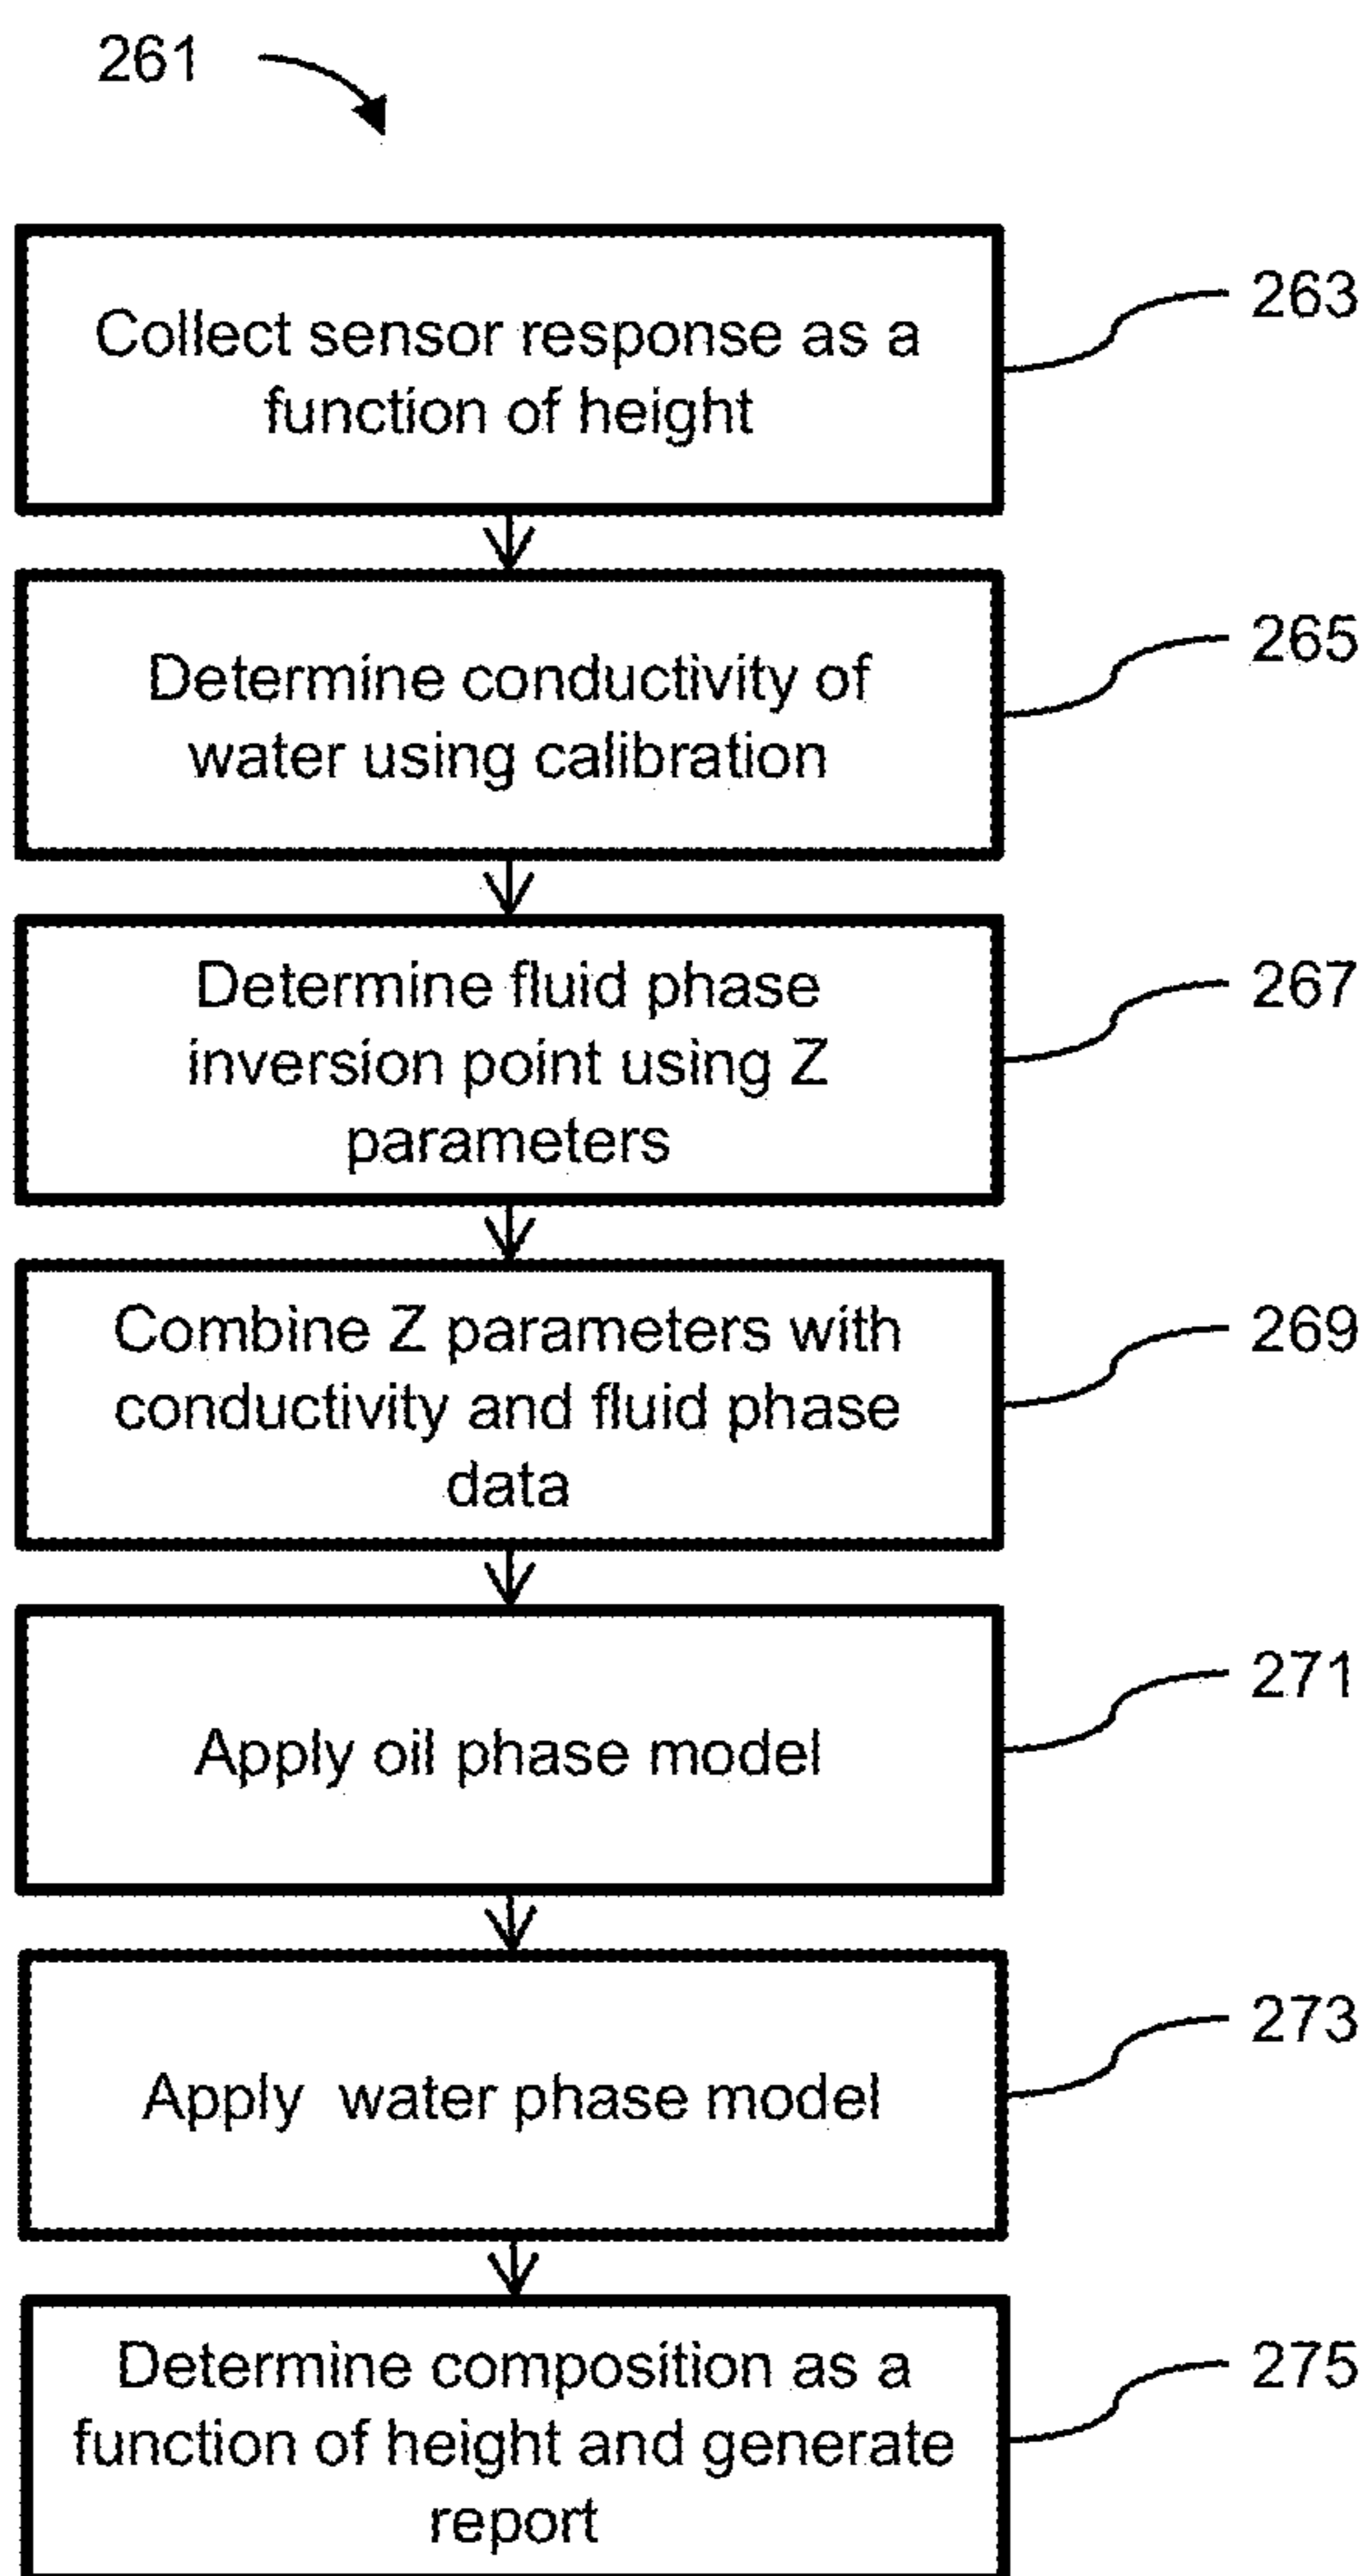 261
Collect sensor response as a
function of height
263
Determine conductivity of
water using calibration
265
Determine fluid phase
inversion point using Z
parameters
267
Combine Z parameters with
conductivity and fluid phase
data
269
Apply oil phase model
271
Apply water phase model
273
Determine composition as a
function of height and generate
report
275